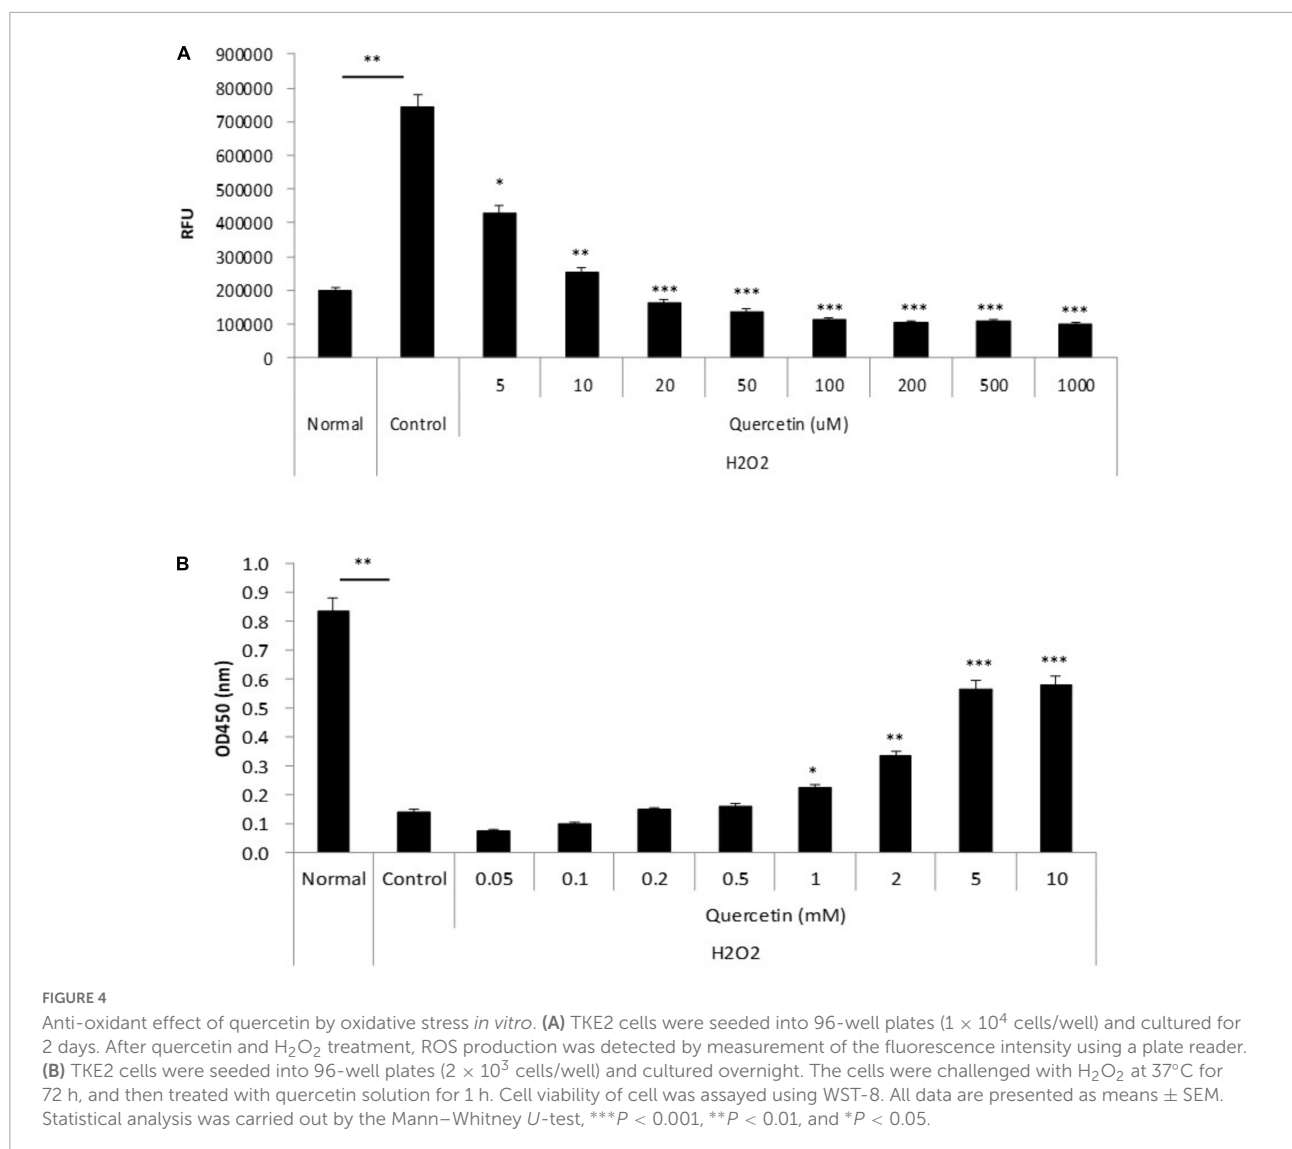 A
900000
800000
700000
600000
500000
400000
300000
200000
100000
0
RFU
**
*
**
***
***
***
***
***
***
5 10 20 50 100 200 500 1000
Normal Control Quercetin (uM)
H2O2
B
1.0
0.9
0.8
0.7
0.6
0.5
0.4
0.3
0.2
0.1
0.0
OD450 (nm)
**
*
**
***
***
Normal Control 0.05 0.1 0.2 0.5 1 2 5 10
Quercetin (mM)
H2O2
FIGURE 4
Anti-oxidant effect of quercetin by oxidative stress in vitro. (A) TKE2 cells were seeded into 96-well plates (1 × 10⁴ cells/well) and cultured for
2 days. After quercetin and H₂O₂ treatment, ROS production was detected by measurement of the fluorescence intensity using a plate reader.
(B) TKE2 cells were seeded into 96-well plates (2 × 10³ cells/well) and cultured overnight. The cells were challenged with H₂O₂ at 37°C for
72 h, and then treated with quercetin solution for 1 h. Cell viability of cell was assayed using WST-8. All data are presented as means ± SEM.
Statistical analysis was carried out by the Mann–Whitney U-test, ***P < 0.001, **P < 0.01, and *P < 0.05.